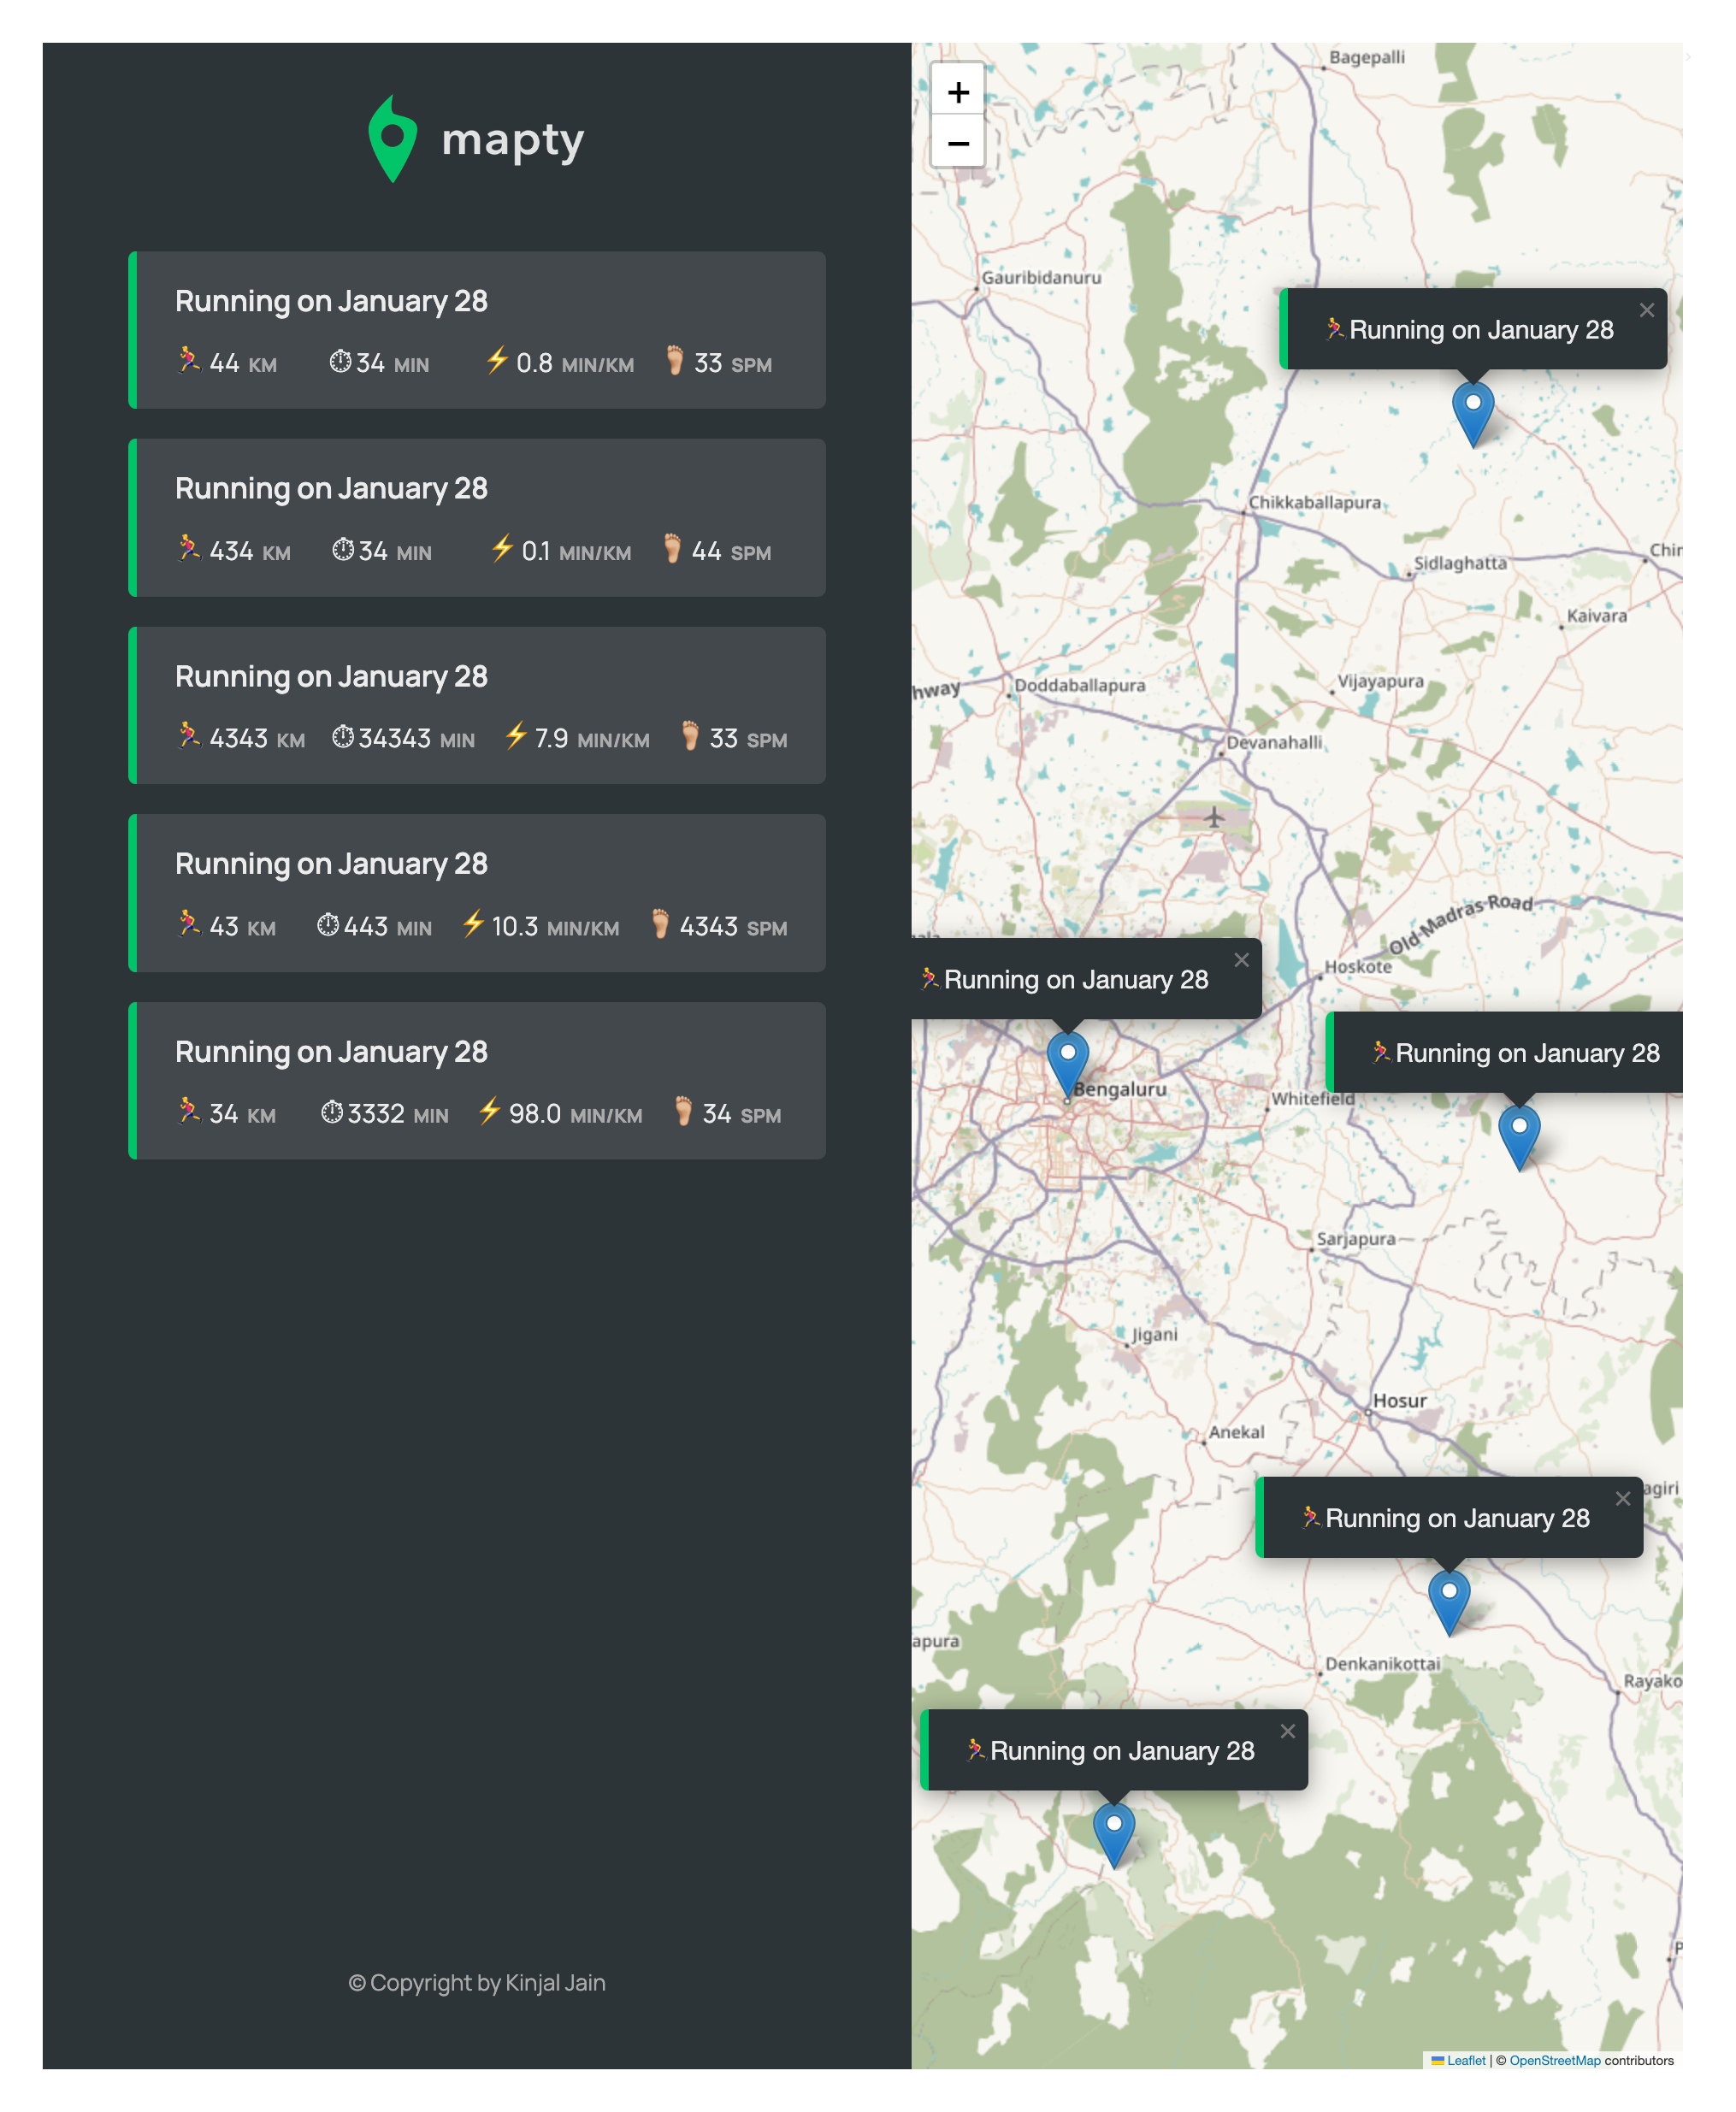 mapty
Running on January 28
44 KM 34 MIN 0.8 MIN/KM 33 SPM
Running on January 28
434 KM 34 MIN 0.1 MIN/KM 44 SPM
Running on January 28
4343 KM 34343 MIN 7.9 MIN/KM 33 SPM
Running on January 28
43 KM 443 MIN 10.3 MIN/KM 4343 SPM
Running on January 28
34 KM 3332 MIN 98.0 MIN/KM 34 SPM
© Copyright by Kinjal Jain
+
−
Bagepalli
Gauribidanuru
Running on January 28 ×
Chikkaballapura
Chin
Sidlaghatta
Kaivara
Vijayapura
Doddaballapura
hway
Devanahalli
Old Madras Road
Hoskote
Running on January 28 ×
Running on January 28
Bengaluru
Whitefield
Sarjapura
Jigani
Hosur
Anekal
agiri
Running on January 28 ×
apura
Denkanikottai
Rayako
Running on January 28 ×
P
Leaflet | © OpenStreetMap contributors